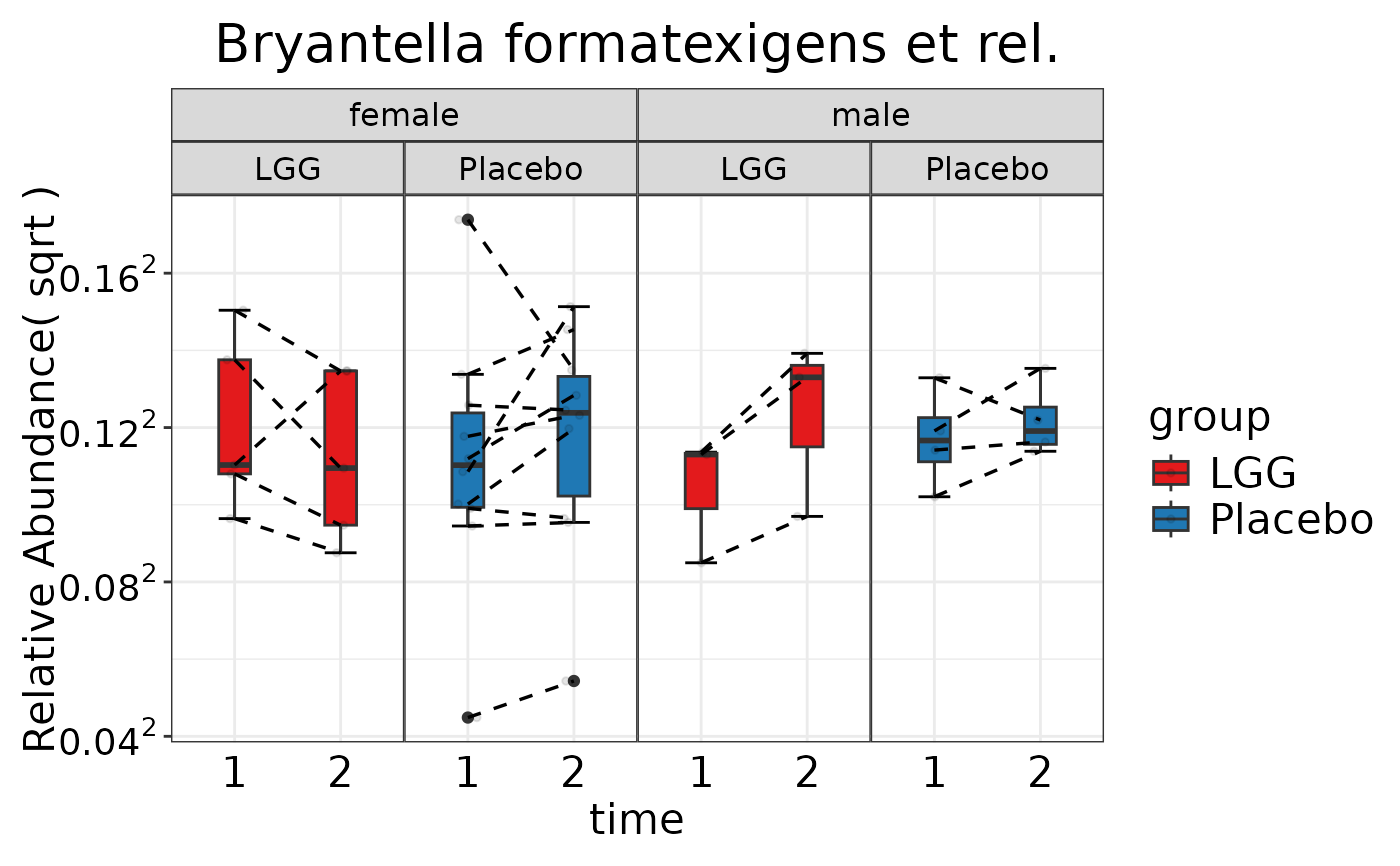 Bryantella formatexigens et rel.
female male
LGG Placebo LGG Placebo
Relative Abundance( sqrt )
0.16²
0.12²
0.08²
0.04²
1 2 1 2 1 2 1 2
time
group
LGG
Placebo